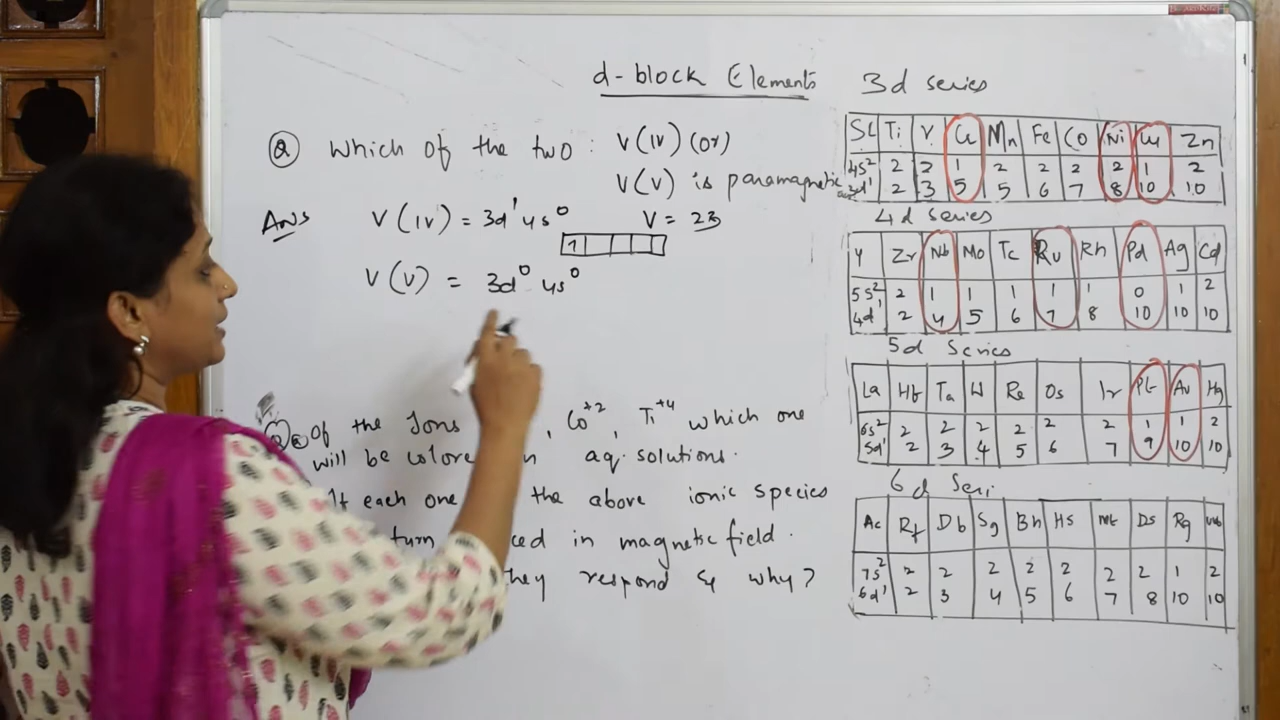 d-block Elements
Q Which of the two : V(IV) (or)
V(V) is paramagnetic
Ans V(IV) = 3d¹ 4s⁰ V = 23
1
V(V) = 3d⁰ 4s⁰
Q2 Of the Ions , Co⁺², Ti⁺⁴ which one
will be colore n aq. solutions.
If each one the above ionic species
turn ced in magnetic field.
they respond & why?
3d series
Sc Ti V Cr Mn Fe Co Ni Cu Zn
4s² 2 2 1 2 2 2 2 1 2
3d¹ 2 3 5 5 6 7 8 10 10
4d series
Y Zr Nb Mo Tc Ru Rh Pd Ag Cd
5s² 2 1 1 1 1 1 0 1 2
4d¹ 2 4 5 6 7 8 10 10 10
5d Series
La Hf Ta W Re Os Ir Pt Au Hg
6s² 2 2 2 2 2 2 1 1 2
5d¹ 2 3 4 5 6 7 9 10 10
6d Seri
Ac Rf Db Sg Bh Hs Mt Ds Rg Uub
7s² 2 2 2 2 2 2 2 1 2
6d¹ 2 3 4 5 6 7 8 10 10